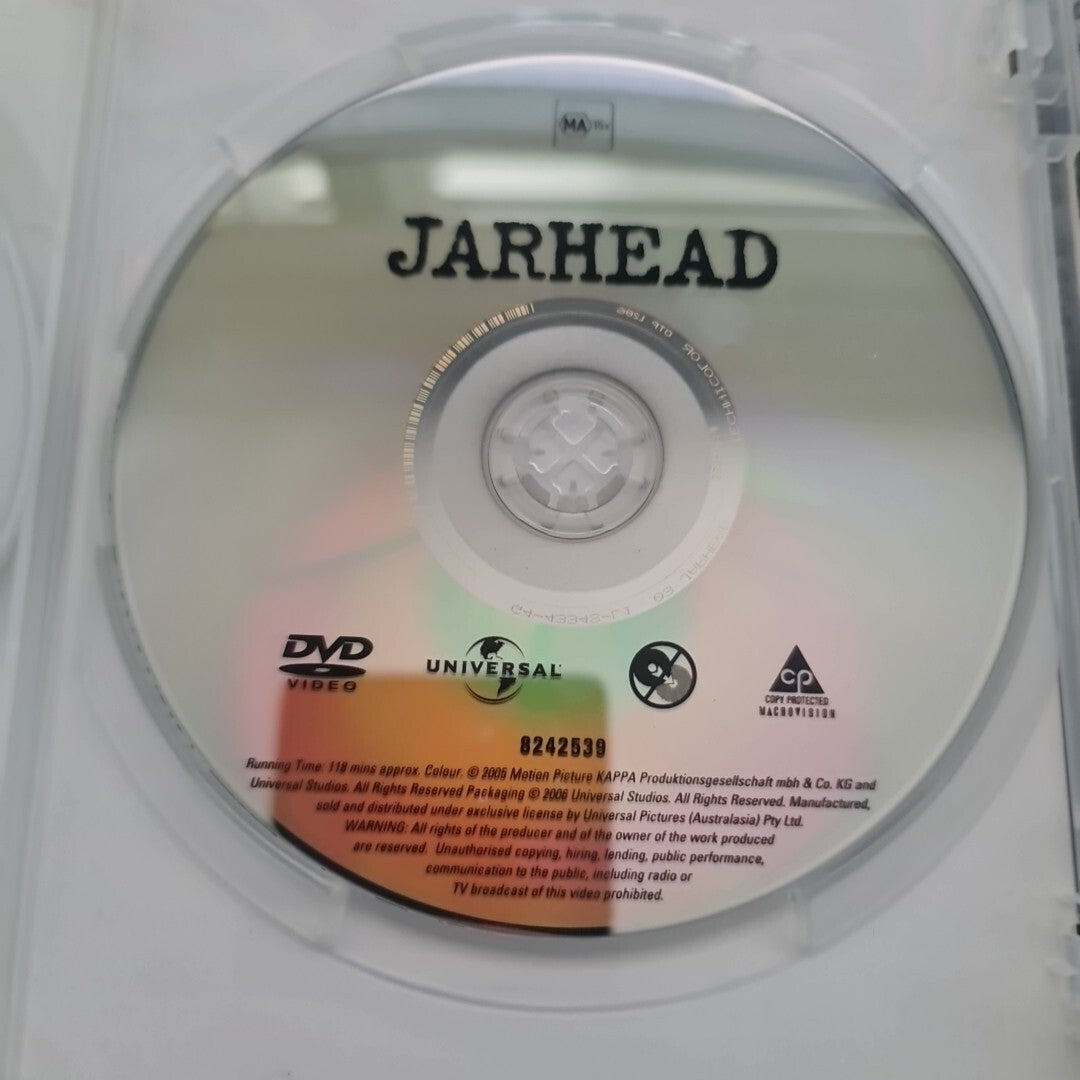 MA 15+
JARHEAD
DVD
VIDEO
UNIVERSAL
cp
COPY PROTECTED
MACROVISION
8242539
Running Time: 118 mins approx. Colour. © 2005 Motion Picture KAPPA Produktionsgesellschaft mbh & Co. KG and
Universal Studios. All Rights Reserved Packaging © 2006 Universal Studios. All Rights Reserved. Manufactured,
sold and distributed under exclusive license by Universal Pictures (Australasia) Pty Ltd.
WARNING: All rights of the producer and of the owner of the work produced
are reserved. Unauthorised copying, hiring, lending, public performance,
communication to the public, including radio or
TV broadcast of this video prohibited.